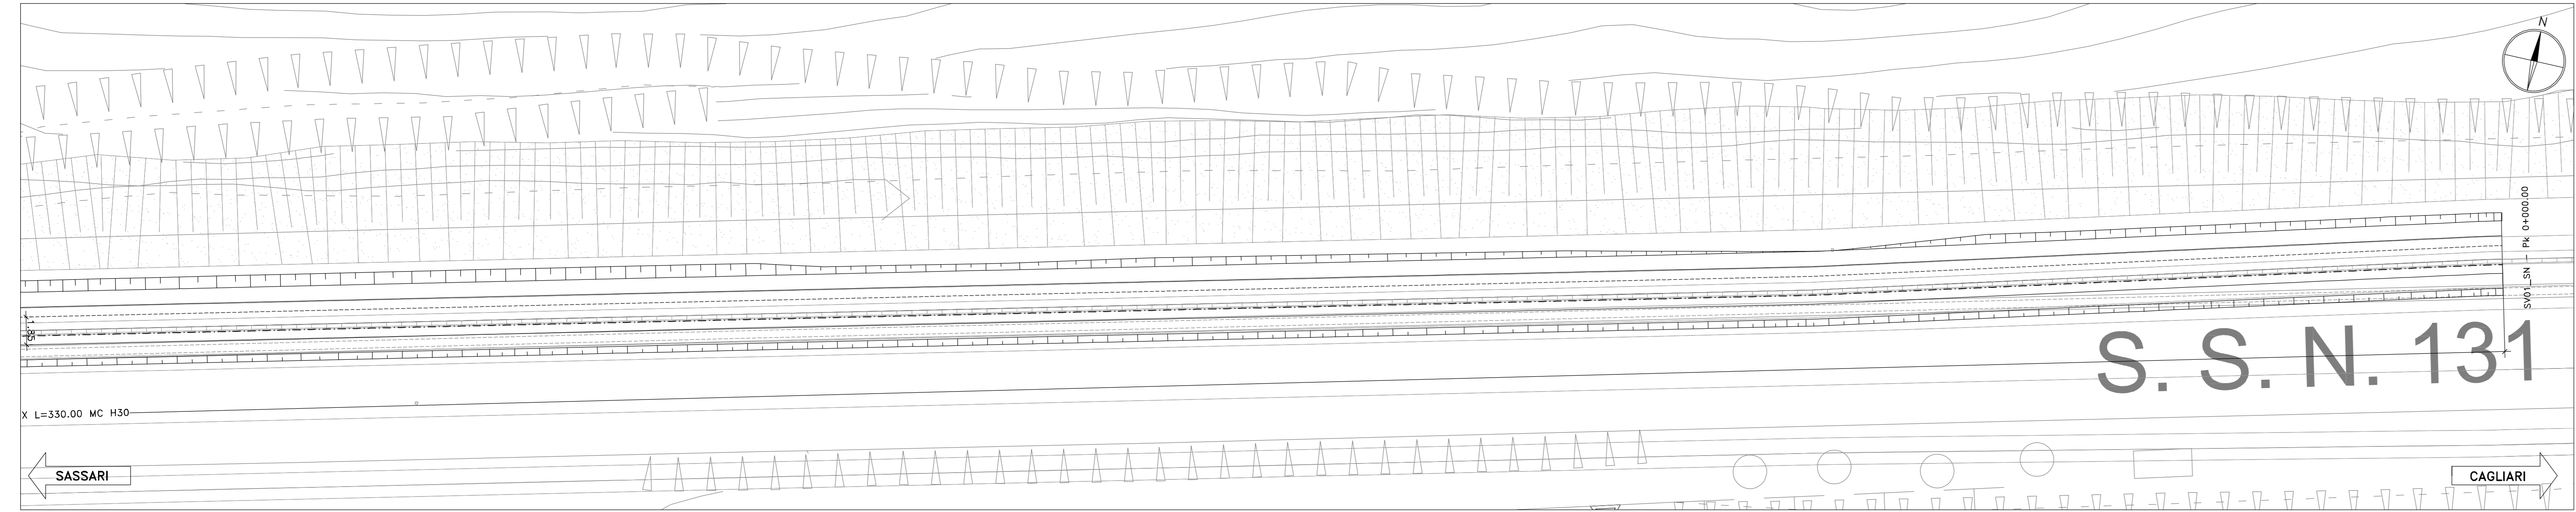 N
SV01_SN - Pk 0+000.00
1.85
S. S. N. 131
X L=330.00 MC H30
SASSARI
CAGLIARI